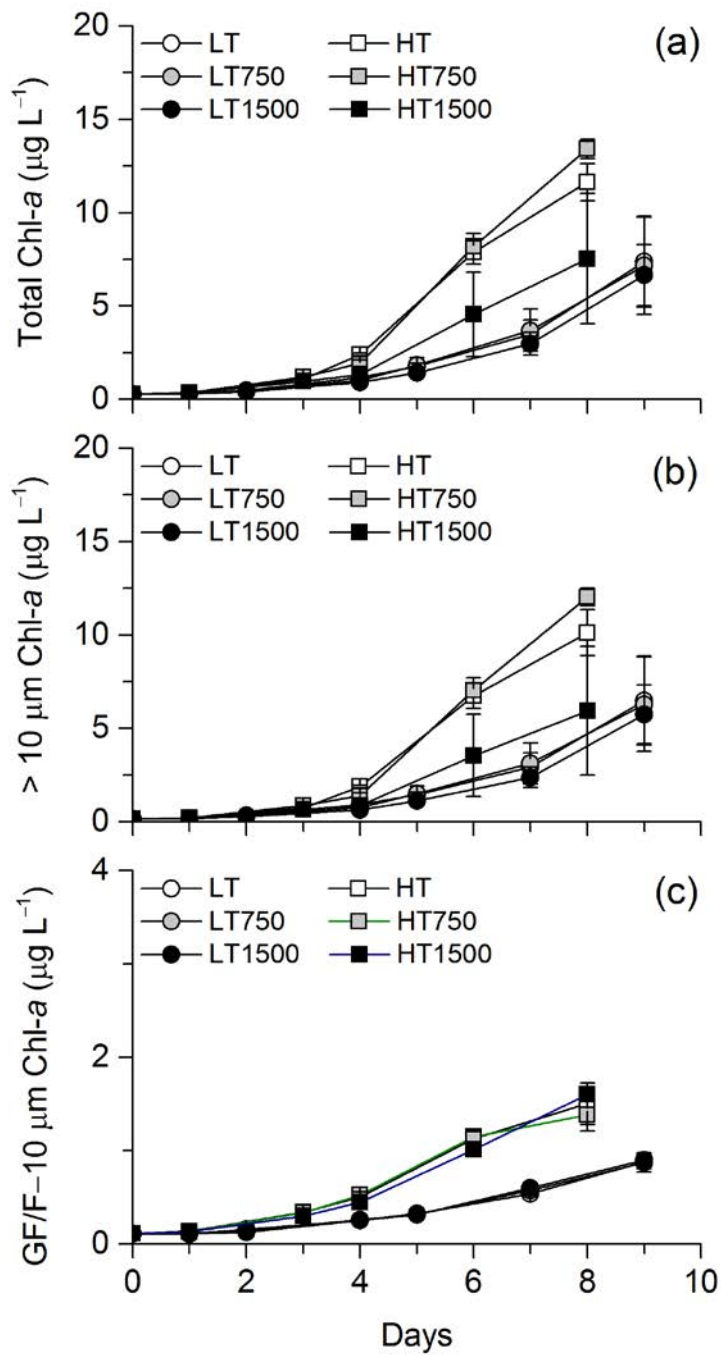 (a)
LT HT
LT750 HT750
LT1500 HT1500
Total Chl-a (µg L⁻¹)
20
15
10
5
0
(b)
LT HT
LT750 HT750
LT1500 HT1500
> 10 µm Chl-a (µg L⁻¹)
20
15
10
5
0
(c)
LT HT
LT750 HT750
LT1500 HT1500
GF/F–10 µm Chl-a (µg L⁻¹)
4
2
0
0 2 4 6 8 10
Days